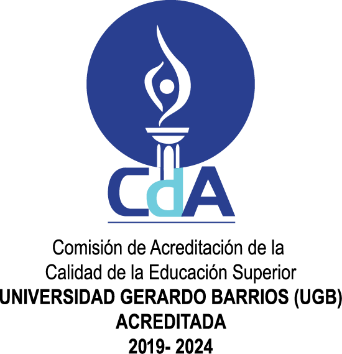 CdA
Comisión de Acreditación de la
Calidad de la Educación Superior
UNIVERSIDAD GERARDO BARRIOS (UGB)
ACREDITADA
2019- 2024